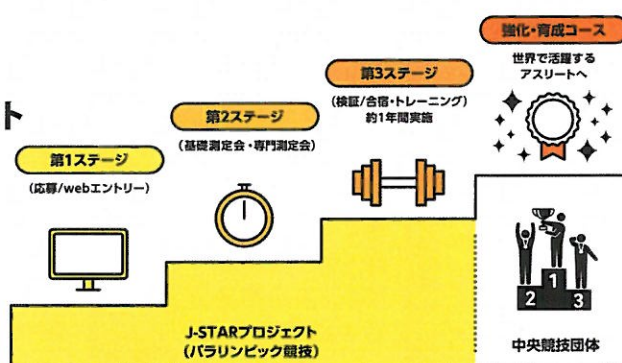 ト
第1ステージ
(応募/webエントリー)
第2ステージ
(基礎測定会・専門測定会)
第3ステージ
(検証/合宿・トレーニング)
約1年間実施
強化・育成コース
世界で活躍する
アスリートへ
J-STARプロジェクト
(パラリンピック競技)
2 1 3
中央競技団体